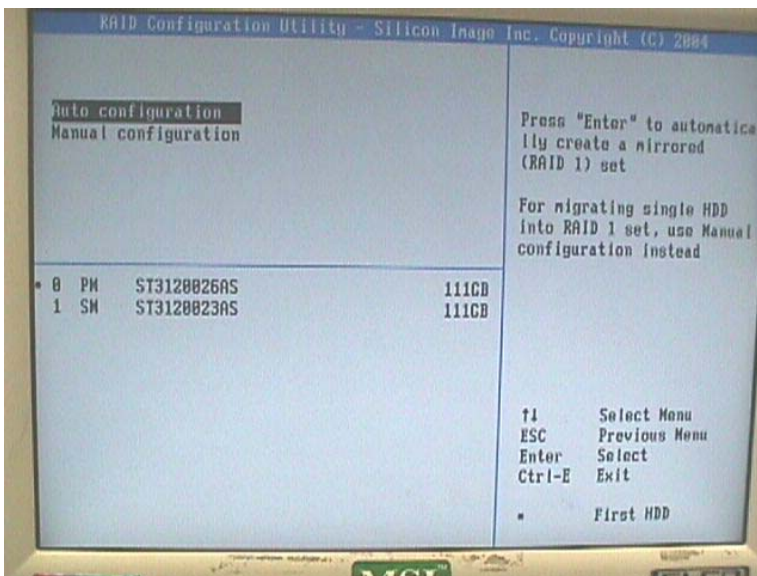 RAID Configuration Utility - Silicon Image Inc. Copyright (C) 2004
Auto configuration
Manual configuration
Press "Enter" to automatica
lly create a mirrored
(RAID 1) set
For migrating single HDD
into RAID 1 set, use Manual
configuration instead
* 0 PM ST3120026AS 111GB
1 SM ST3120023AS 111GB
↑↓ Select Menu
ESC Previous Menu
Enter Select
Ctrl-E Exit
* First HDD
MSI™